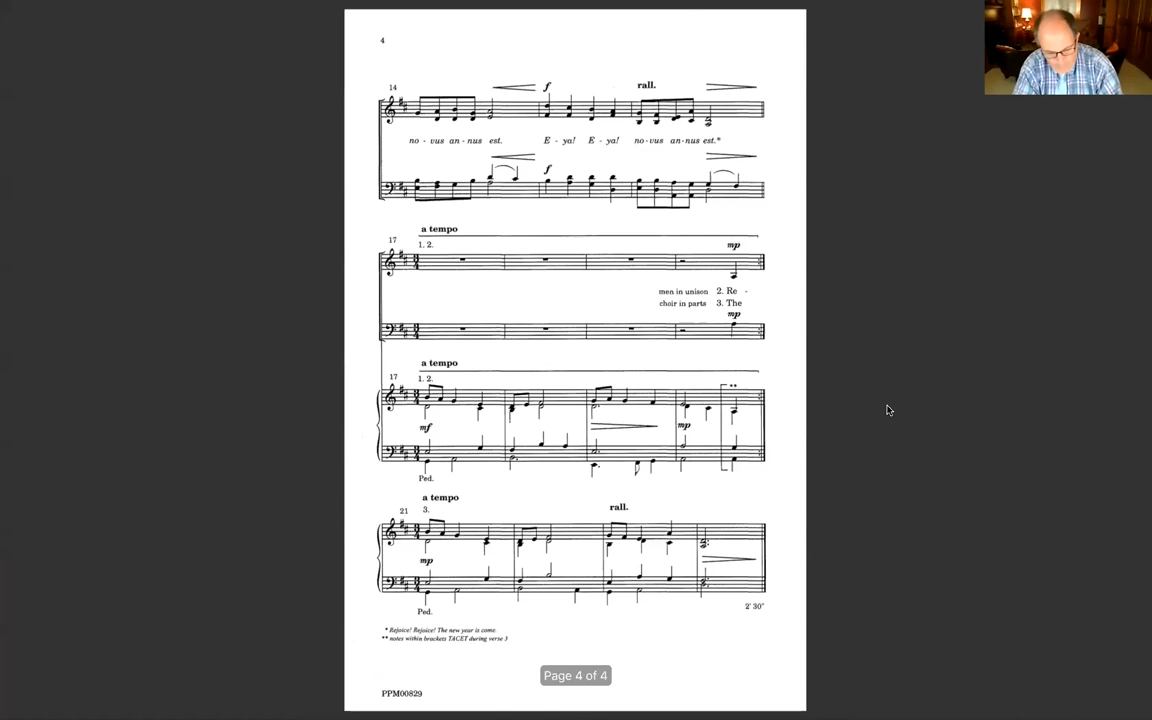 4
14
f
rall.
no - vus an - nus est. E - ya! E - ya! no-vus an-nus est.*
f
a tempo
17
1. 2.
mp
men in unison 2. Re -
choir in parts 3. The
mp
a tempo
17
1. 2.
**
mf
mp
Ped.
a tempo
21
3.
rall.
mp
Ped.
2' 30"
* Rejoice! Rejoice! The new year is come.
** notes within brackets TACET during verse 3
Page 4 of 4
PPM00829